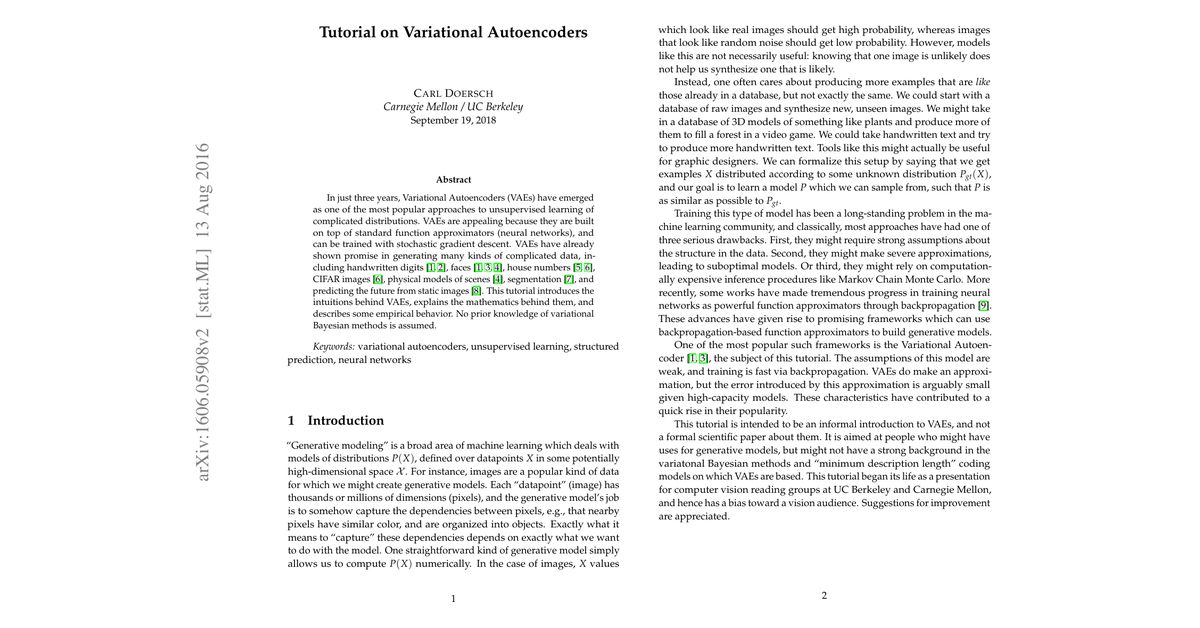 arXiv:1606.05908v2 [stat.ML] 13 Aug 2016
Tutorial on Variational Autoencoders
CARL DOERSCH
Carnegie Mellon / UC Berkeley
September 19, 2018
Abstract
In just three years, Variational Autoencoders (VAEs) have emerged
as one of the most popular approaches to unsupervised learning of
complicated distributions. VAEs are appealing because they are built
on top of standard function approximators (neural networks), and
can be trained with stochastic gradient descent. VAEs have already
shown promise in generating many kinds of complicated data, in-
cluding handwritten digits [1, 2], faces [1, 3, 4], house numbers [5, 6],
CIFAR images [6], physical models of scenes [4], segmentation [7], and
predicting the future from static images [8]. This tutorial introduces the
intuitions behind VAEs, explains the mathematics behind them, and
describes some empirical behavior. No prior knowledge of variational
Bayesian methods is assumed.
Keywords: variational autoencoders, unsupervised learning, structured
prediction, neural networks
1 Introduction
“Generative modeling” is a broad area of machine learning which deals with
models of distributions P(X), defined over datapoints X in some potentially
high-dimensional space 𝒳. For instance, images are a popular kind of data
for which we might create generative models. Each “datapoint” (image) has
thousands or millions of dimensions (pixels), and the generative model’s job
is to somehow capture the dependencies between pixels, e.g., that nearby
pixels have similar color, and are organized into objects. Exactly what it
means to “capture” these dependencies depends on exactly what we want
to do with the model. One straightforward kind of generative model simply
allows us to compute P(X) numerically. In the case of images, X values
1
which look like real images should get high probability, whereas images
that look like random noise should get low probability. However, models
like this are not necessarily useful: knowing that one image is unlikely does
not help us synthesize one that is likely.
Instead, one often cares about producing more examples that are like
those already in a database, but not exactly the same. We could start with a
database of raw images and synthesize new, unseen images. We might take
in a database of 3D models of something like plants and produce more of
them to fill a forest in a video game. We could take handwritten text and try
to produce more handwritten text. Tools like this might actually be useful
for graphic designers. We can formalize this setup by saying that we get
examples X distributed according to some unknown distribution Pgt(X),
and our goal is to learn a model P which we can sample from, such that P is
as similar as possible to Pgt.
Training this type of model has been a long-standing problem in the ma-
chine learning community, and classically, most approaches have had one of
three serious drawbacks. First, they might require strong assumptions about
the structure in the data. Second, they might make severe approximations,
leading to suboptimal models. Or third, they might rely on computation-
ally expensive inference procedures like Markov Chain Monte Carlo. More
recently, some works have made tremendous progress in training neural
networks as powerful function approximators through backpropagation [9].
These advances have given rise to promising frameworks which can use
backpropagation-based function approximators to build generative models.
One of the most popular such frameworks is the Variational Autoen-
coder [1, 3], the subject of this tutorial. The assumptions of this model are
weak, and training is fast via backpropagation. VAEs do make an approxi-
mation, but the error introduced by this approximation is arguably small
given high-capacity models. These characteristics have contributed to a
quick rise in their popularity.
This tutorial is intended to be an informal introduction to VAEs, and not
a formal scientific paper about them. It is aimed at people who might have
uses for generative models, but might not have a strong background in the
variatonal Bayesian methods and “minimum description length” coding
models on which VAEs are based. This tutorial began its life as a presentation
for computer vision reading groups at UC Berkeley and Carnegie Mellon,
and hence has a bias toward a vision audience. Suggestions for improvement
are appreciated.
2